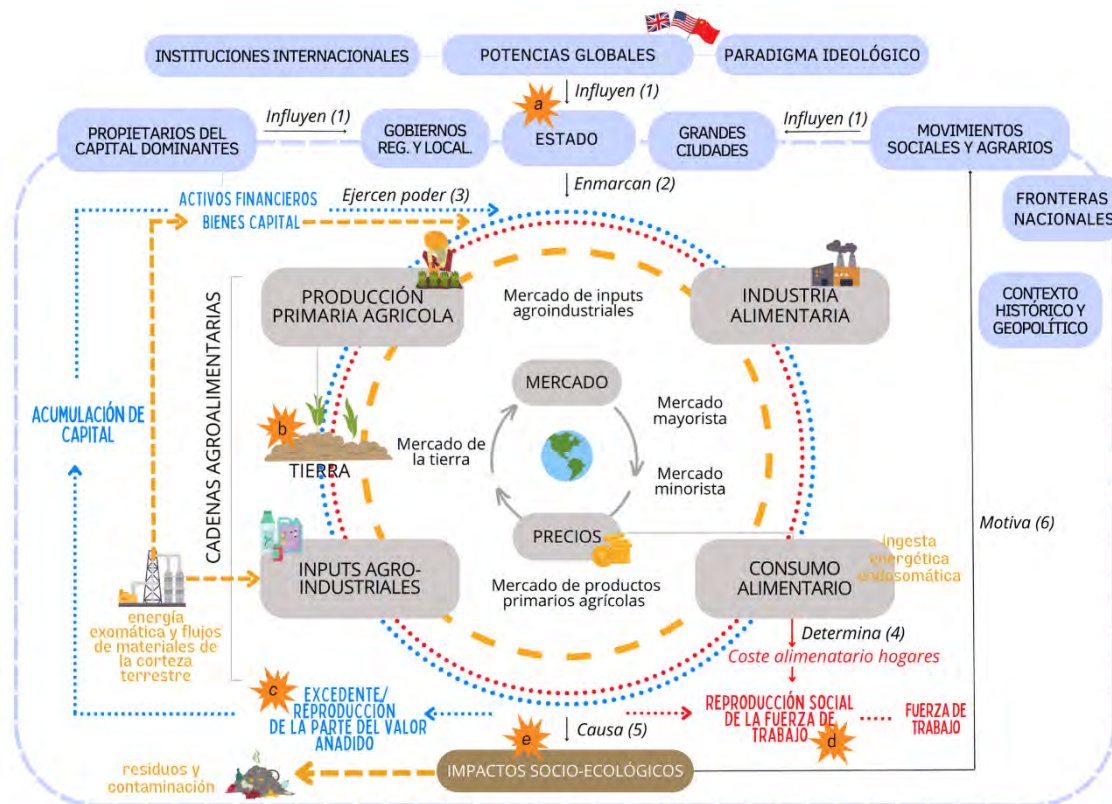 INSTITUCIONES INTERNACIONALES
POTENCIAS GLOBALES
PARADIGMA IDEOLÓGICO
Influyen (1)
a
PROPIETARIOS DEL
CAPITAL DOMINANTES
Influyen (1)
GOBIERNOS
REG. Y LOCAL.
ESTADO
GRANDES
CIUDADES
Influyen (1)
MOVIMIENTOS
SOCIALES Y AGRARIOS
ACTIVOS FINANCIEROS
BIENES CAPITAL
Ejercen poder (3)
Enmarcan (2)
FRONTERAS
NACIONALES
CONTEXTO
HISTÓRICO Y
GEOPOLÍTICO
CADENAS AGROALIMENTARIAS
PRODUCCIÓN
PRIMARIA AGRICOLA
Mercado de inputs
agroindustriales
INDUSTRIA
ALIMENTARIA
MERCADO
Mercado
mayorista
ACUMULACIÓN DE
CAPITAL
b
TIERRA
Mercado de
la tierra
Mercado
minorista
PRECIOS
Motiva (6)
INPUTS AGRO-
INDUSTRIALES
Mercado de productos
primarios agrícolas
CONSUMO
ALIMENTARIO
ingesta
energética
endosomática
energía
exomática y flujos
de materiales de
la corteza
terrestre
Determina (4)
Coste alimenatario hogares
c
EXCEDENTE/
REPRODUCCIÓN
DE LA PARTE DEL VALOR
AÑADIDO
Causa (5)
REPRODUCCIÓN SOCIAL
DE LA FUERZA DE
TRABAJO
d
FUERZA DE
TRABAJO
e
IMPACTOS SOCIO-ECOLÓGICOS
residuos y
contaminación